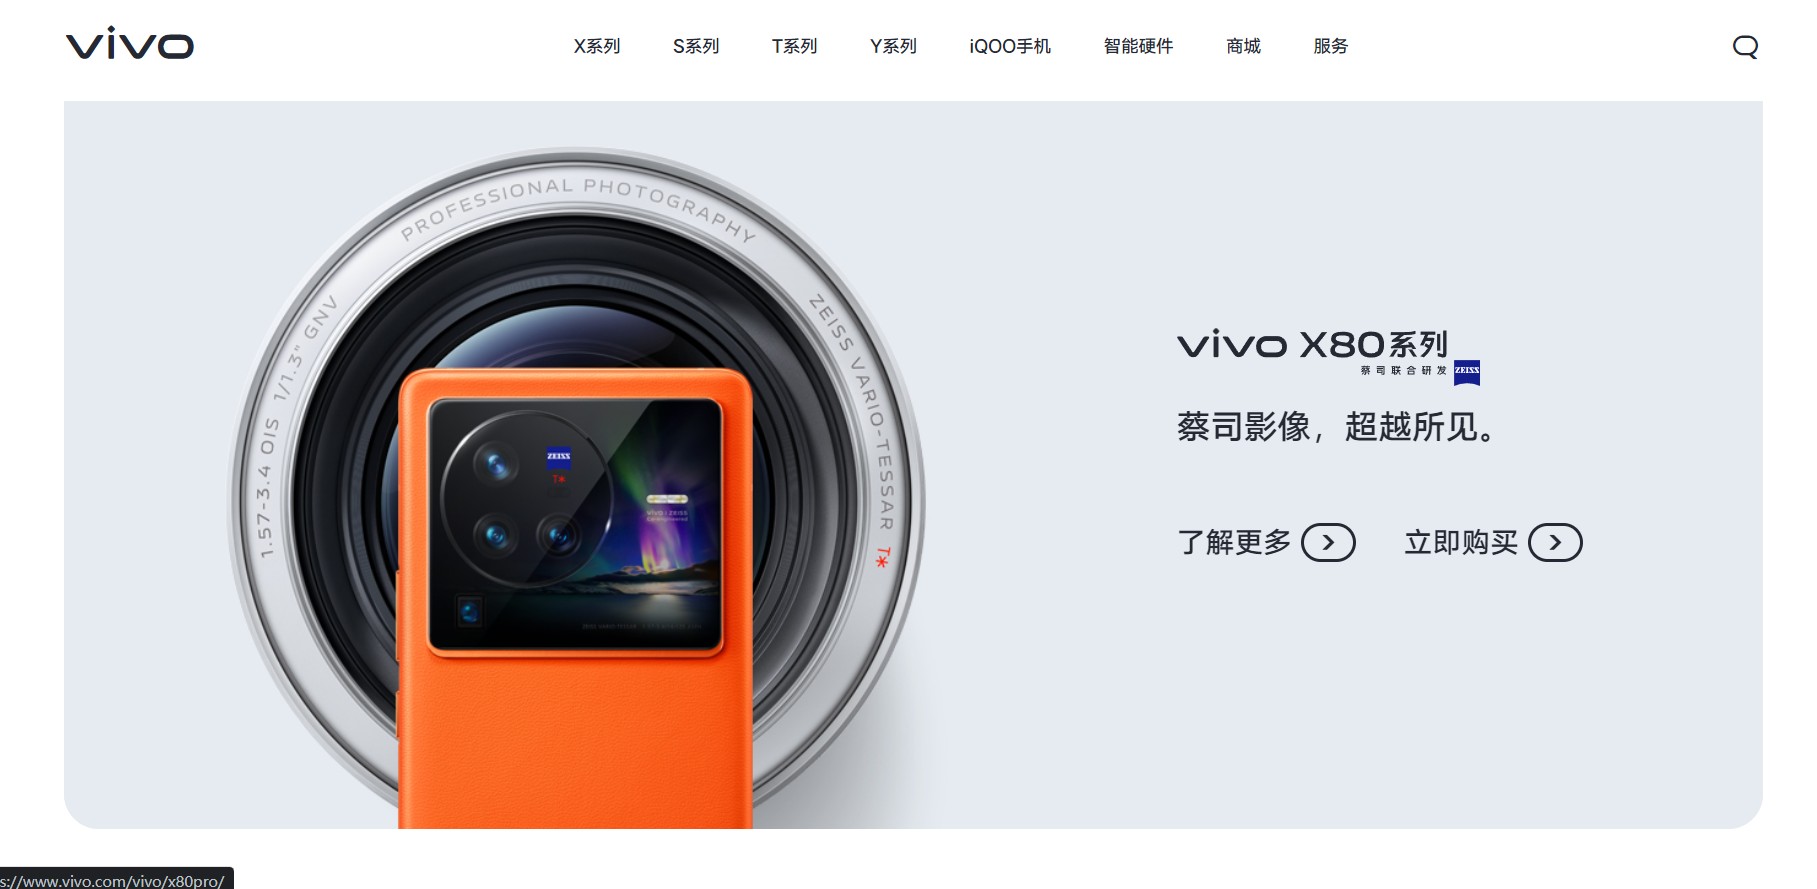 vivo
X系列 S系列 T系列 Y系列 iQOO手机 智能硬件 商城 服务
PROFESSIONAL PHOTOGRAPHY
1.57-3.4 OIS 1/1.3" GNV
ZEISS VARIO-TESSAR T*
ZEISS
T*
vivo | ZEISS
Co-engineered
vivo X80系列
蔡司联合研发 ZEISS
蔡司影像，超越所见。
了解更多 立即购买
s://www.vivo.com/vivo/x80pro/